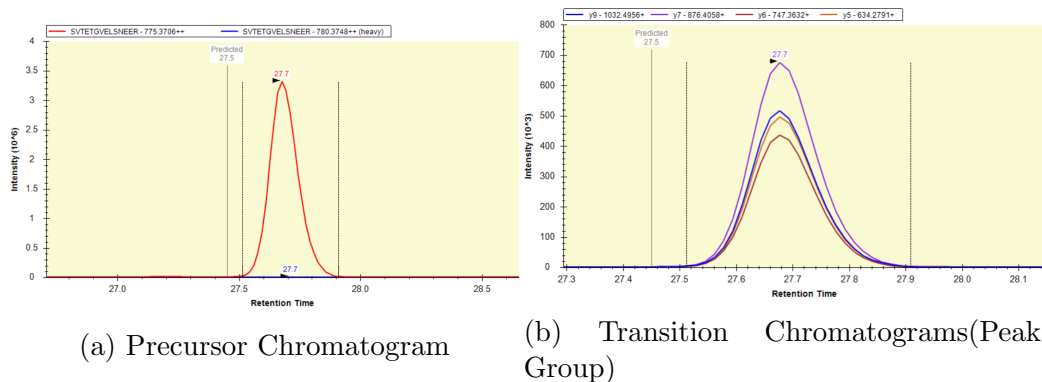 SVTETGVELSNEER - 775.3706++ SVTETGVELSNEER - 780.3748++ (heavy)
4
3.5
3
2.5
2
1.5
1
0.5
0
Intensity (10^6)
Predicted
27.5
27.7
27.7
27.0 27.5 28.0 28.5
Retention Time
(a) Precursor Chromatogram
y9 - 1032.4956+ y7 - 876.4058+ y6 - 747.3632+ y5 - 634.2791+
800
700
600
500
400
300
200
100
0
Intensity (10^3)
Predicted
27.5
27.7
27.3 27.4 27.5 27.6 27.7 27.8 27.9 28.0 28.1
Retention Time
(b) Transition Chromatograms(Peak
Group)